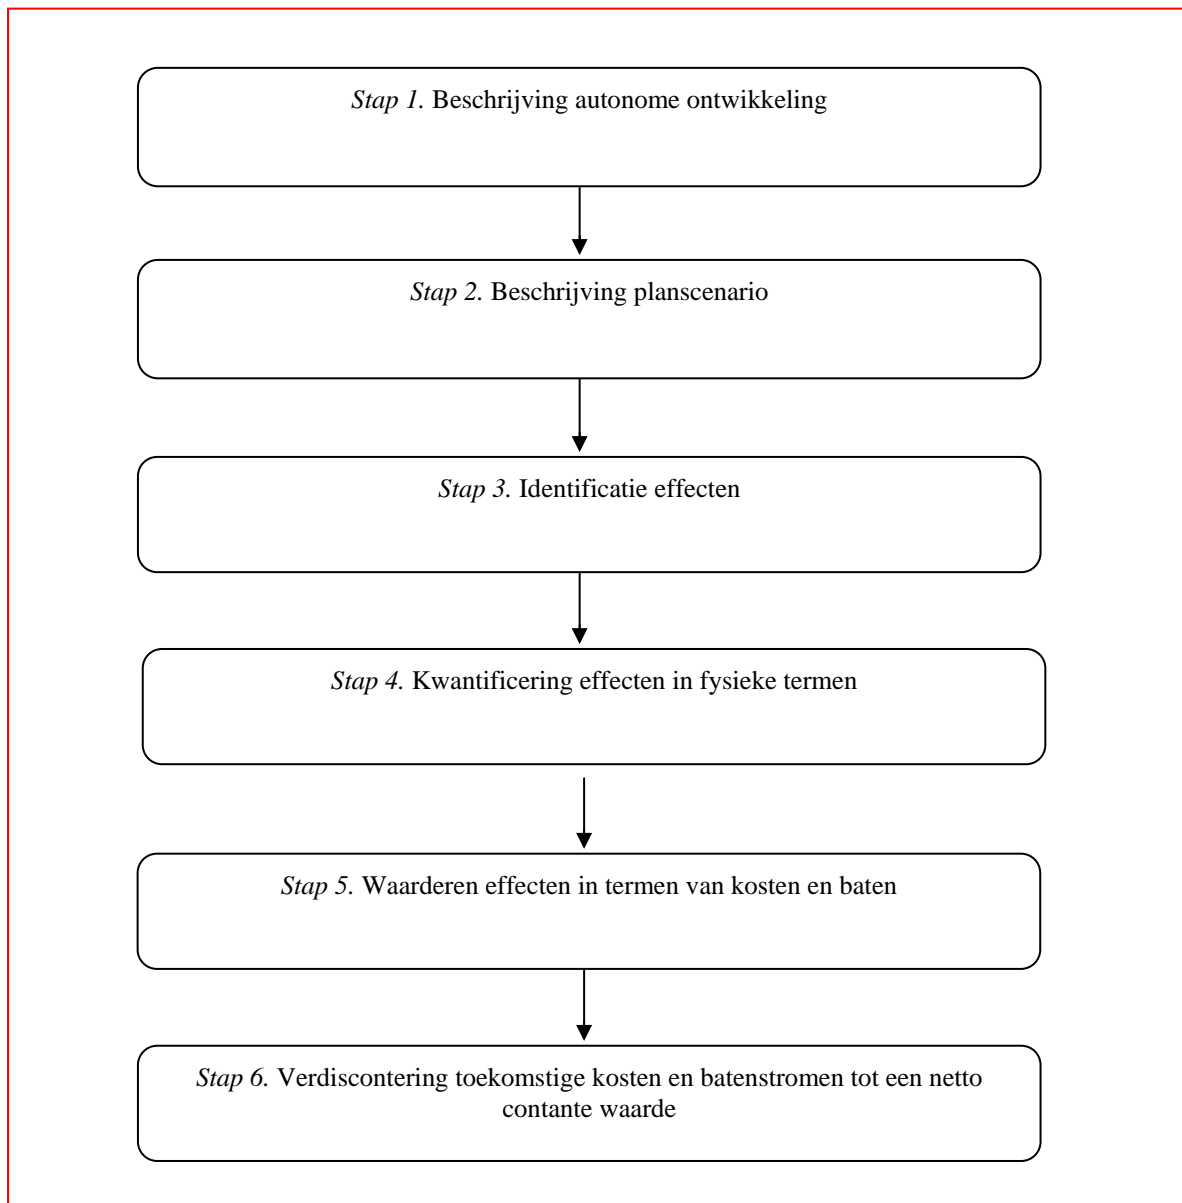 Stap 1. Beschrijving autonome ontwikkeling
Stap 2. Beschrijving planscenario
Stap 3. Identificatie effecten
Stap 4. Kwantificering effecten in fysieke termen
Stap 5. Waarderen effecten in termen van kosten en baten
Stap 6. Verdiscontering toekomstige kosten en batenstromen tot een netto
contante waarde